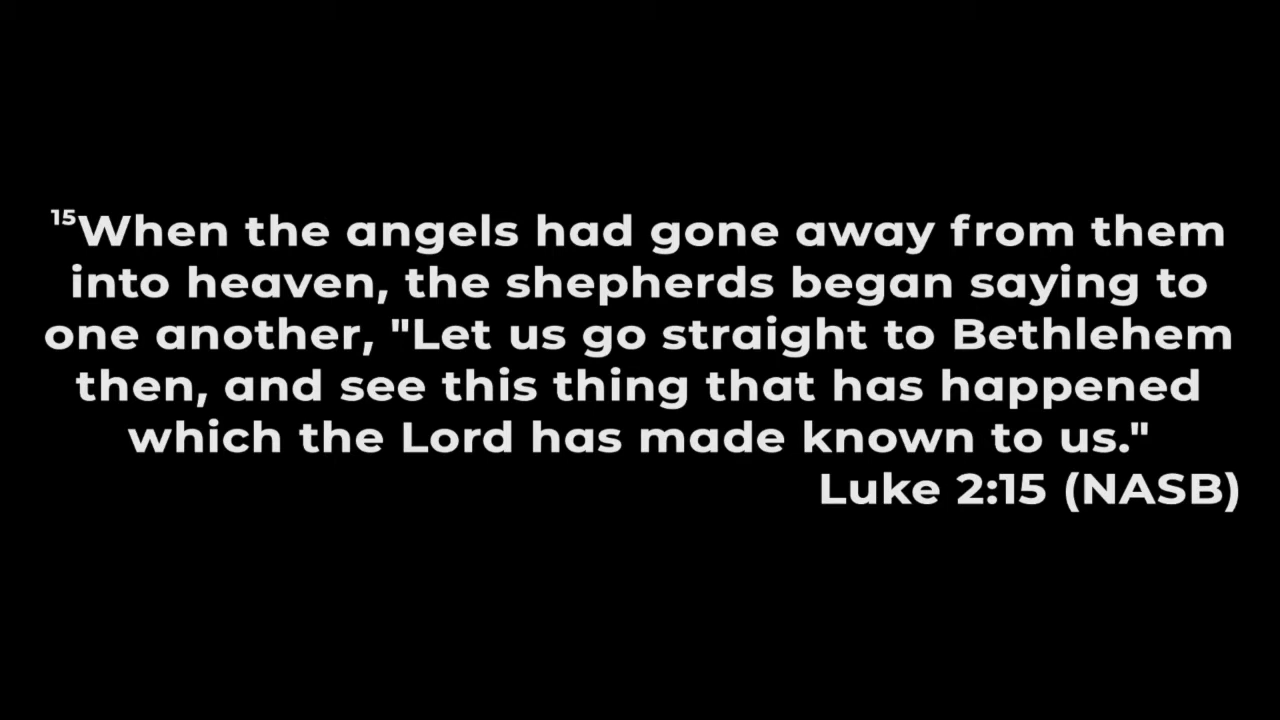 ¹⁵When the angels had gone away from them
into heaven, the shepherds began saying to
one another, "Let us go straight to Bethlehem
then, and see this thing that has happened
which the Lord has made known to us."
Luke 2:15 (NASB)